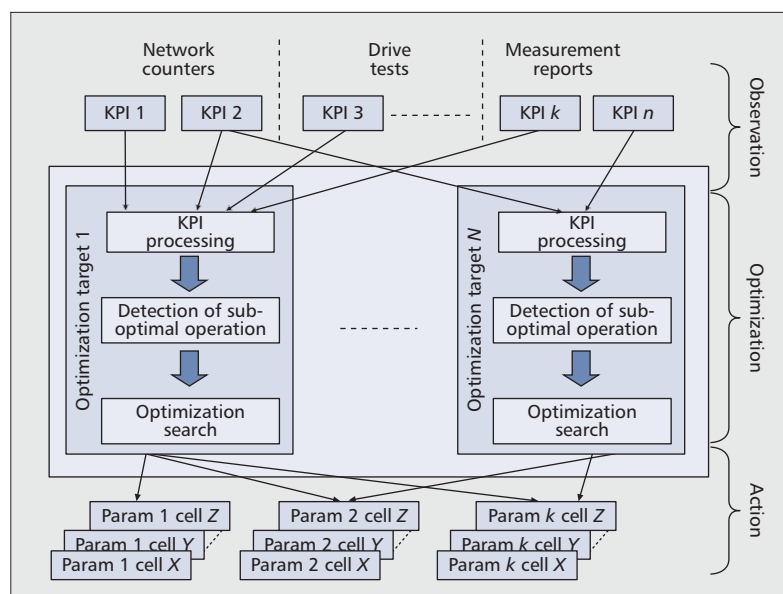 Network
counters
Drive
tests
Measurement
reports
KPI 1
KPI 2
KPI 3
KPI k
KPI n
Observation
Optimization target 1
KPI
processing
Detection of sub-
optimal operation
Optimization
search
Optimization target N
KPI
processing
Detection of sub-
optimal operation
Optimization
search
Optimization
Param 1 cell Z
Param 1 cell Y
Param 1 cell X
Param 2 cell Z
Param 2 cell Y
Param 2 cell X
Param k cell Z
Param k cell Y
Param k cell X
Action